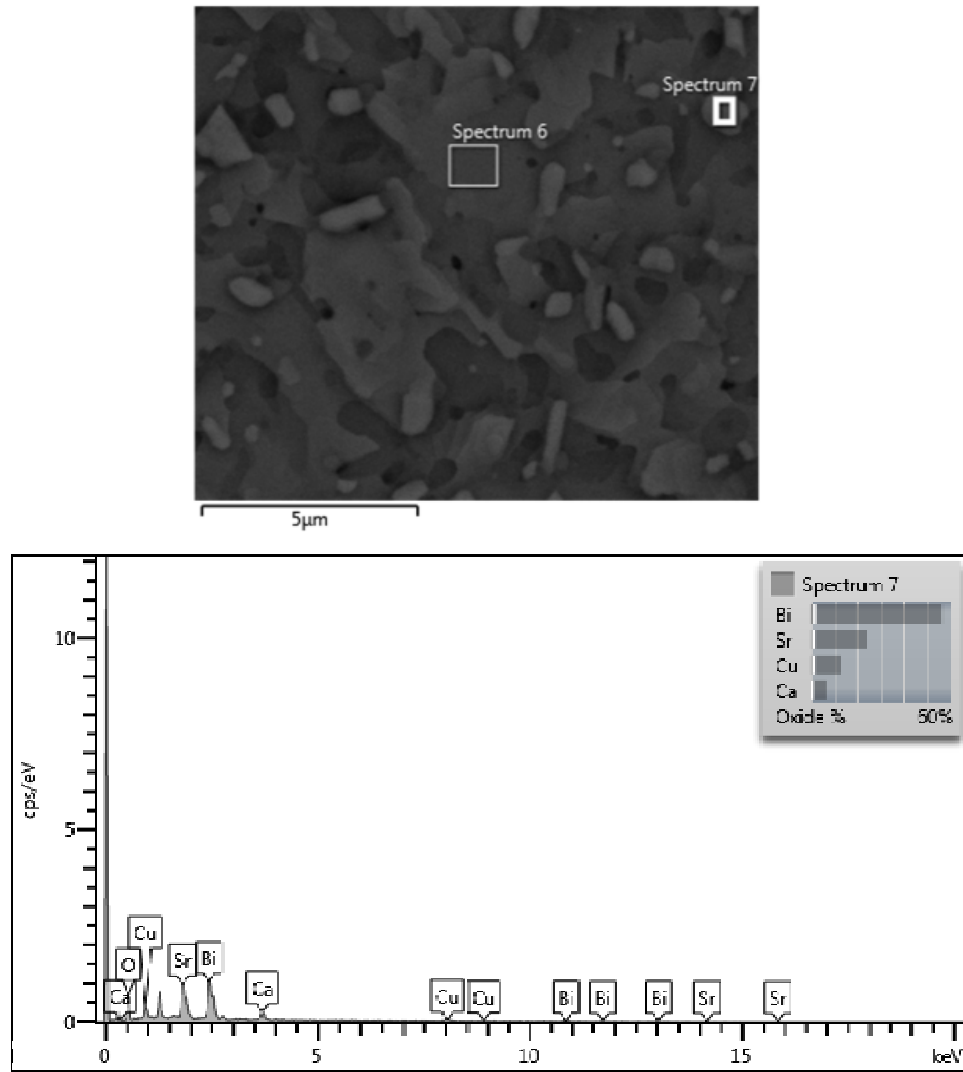 Spectrum 7
Spectrum 6
5µm
Spectrum 7
Bi
Sr
Cu
Ca
Oxide % 50%
10
5
0
cps/eV
Ca
O
Cu
Sr
Bi
Ca
Cu
Cu
Bi
Bi
Bi
Sr
Sr
0 5 10 15 keV